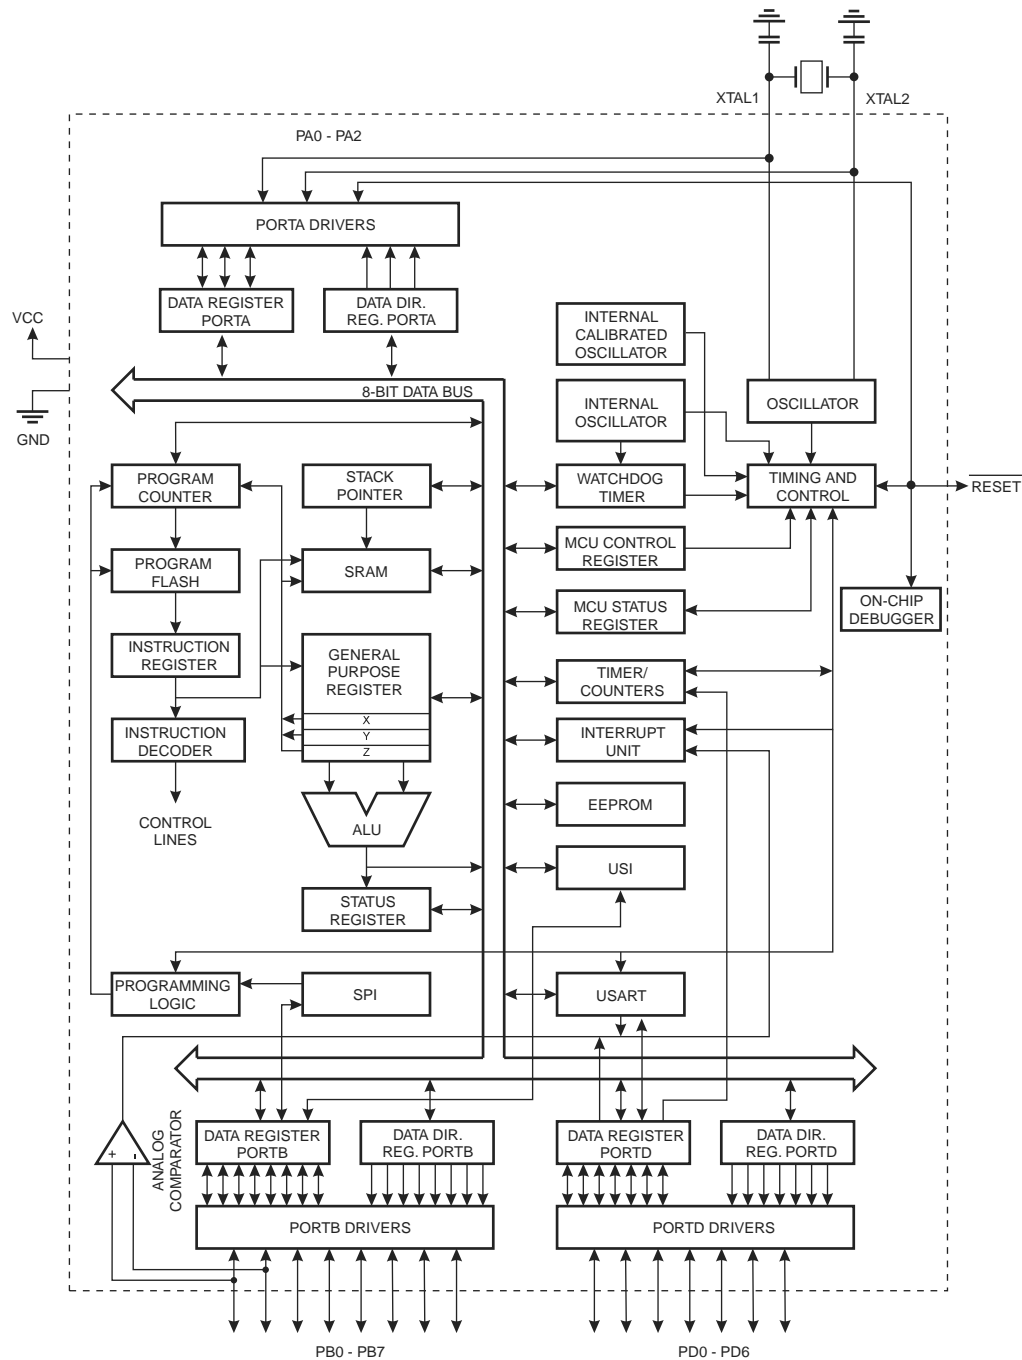 XTAL1
XTAL2
PA0 - PA2
PORTA DRIVERS
DATA REGISTER
PORTA
DATA DIR.
REG. PORTA
VCC
GND
8-BIT DATA BUS
INTERNAL
CALIBRATED
OSCILLATOR
INTERNAL
OSCILLATOR
OSCILLATOR
PROGRAM
COUNTER
STACK
POINTER
WATCHDOG
TIMER
TIMING AND
CONTROL
RESET
PROGRAM
FLASH
SRAM
MCU CONTROL
REGISTER
MCU STATUS
REGISTER
ON-CHIP
DEBUGGER
INSTRUCTION
REGISTER
GENERAL
PURPOSE
REGISTER
X
Y
Z
TIMER/
COUNTERS
INSTRUCTION
DECODER
INTERRUPT
UNIT
CONTROL
LINES
ALU
EEPROM
USI
STATUS
REGISTER
PROGRAMMING
LOGIC
SPI
USART
+
-
ANALOG
COMPARATOR
DATA REGISTER
PORTB
DATA DIR.
REG. PORTB
DATA REGISTER
PORTD
DATA DIR.
REG. PORTD
PORTB DRIVERS
PORTD DRIVERS
PB0 - PB7
PD0 - PD6